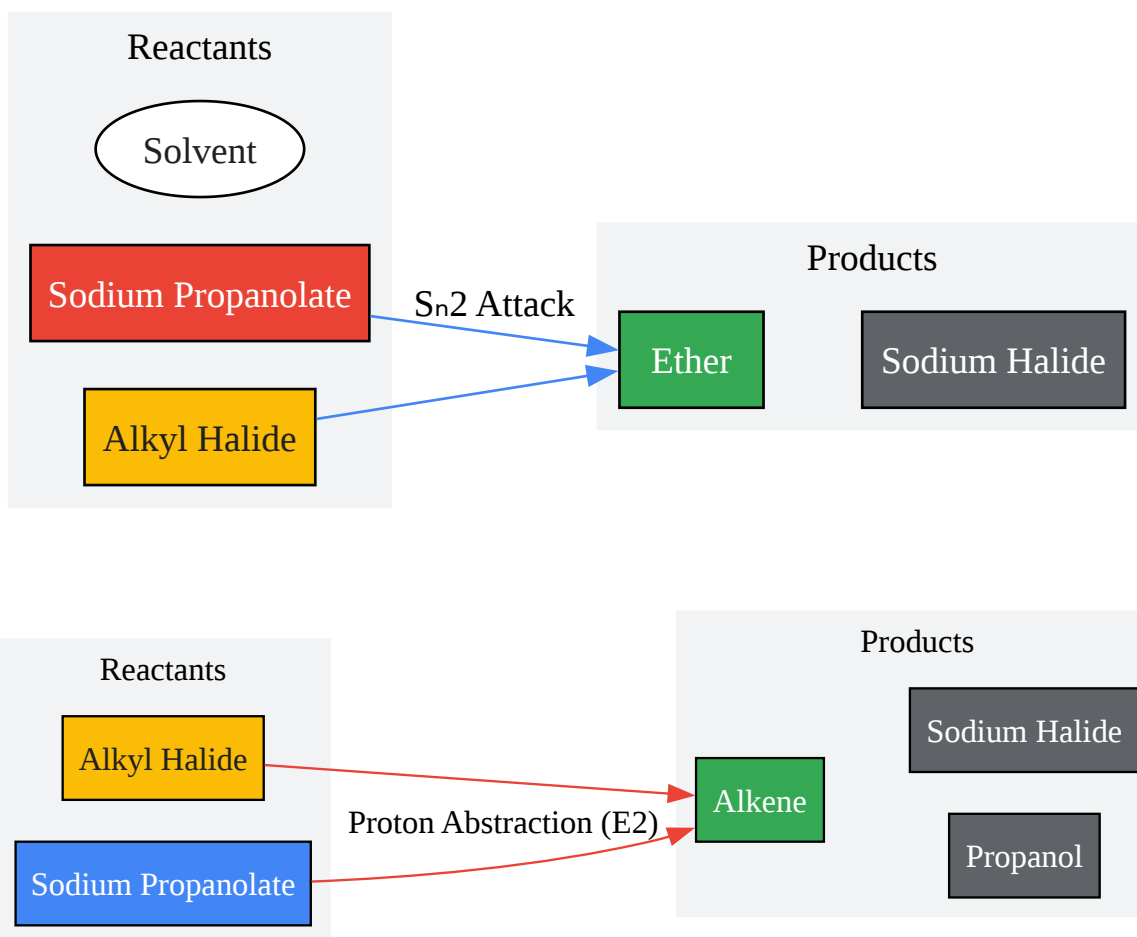 Reactants
Solvent
Sodium Propanolate
Alkyl Halide
Sₙ2 Attack
Products
Ether
Sodium Halide
Reactants
Alkyl Halide
Sodium Propanolate
Proton Abstraction (E2)
Products
Alkene
Sodium Halide
Propanol